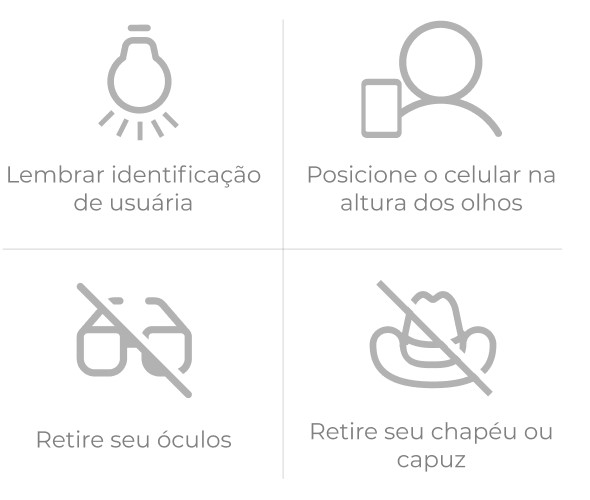 Lembrar identificação
de usuária
Posicione o celular na
altura dos olhos
Retire seu óculos
Retire seu chapéu ou
capuz